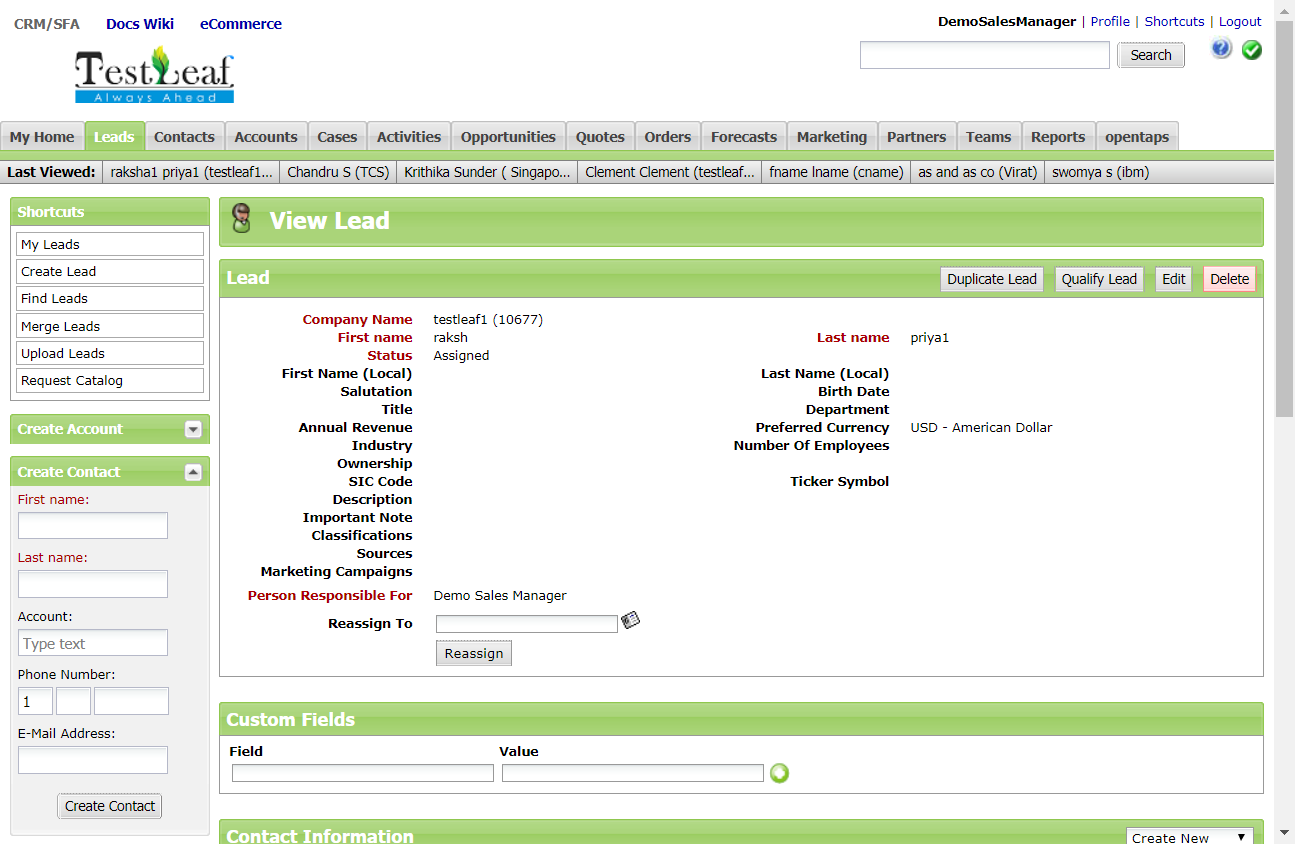 CRM/SFA Docs Wiki eCommerce
DemoSalesManager | Profile | Shortcuts | Logout
Search
TestLeaf
Always Ahead
My Home Leads Contacts Accounts Cases Activities Opportunities Quotes Orders Forecasts Marketing Partners Teams Reports opentaps
Last Viewed: raksha1 priya1 (testleaf1... Chandru S (TCS) Krithika Sunder ( Singapo... Clement Clement (testleaf... fname lname (cname) as and as co (Virat) swomya s (ibm)
Shortcuts
My Leads
Create Lead
Find Leads
Merge Leads
Upload Leads
Request Catalog
Create Account
Create Contact
First name:
Last name:
Account:
Type text
Phone Number:
1
E-Mail Address:
Create Contact
View Lead
Lead
Duplicate Lead Qualify Lead Edit Delete
Company Name testleaf1 (10677)
First name raksh Last name priya1
Status Assigned
First Name (Local) Last Name (Local)
Salutation Birth Date
Title Department
Annual Revenue Preferred Currency USD - American Dollar
Industry Number Of Employees
Ownership
SIC Code Ticker Symbol
Description
Important Note
Classifications
Sources
Marketing Campaigns
Person Responsible For Demo Sales Manager
Reassign To
Reassign
Custom Fields
Field Value
Contact Information Create New